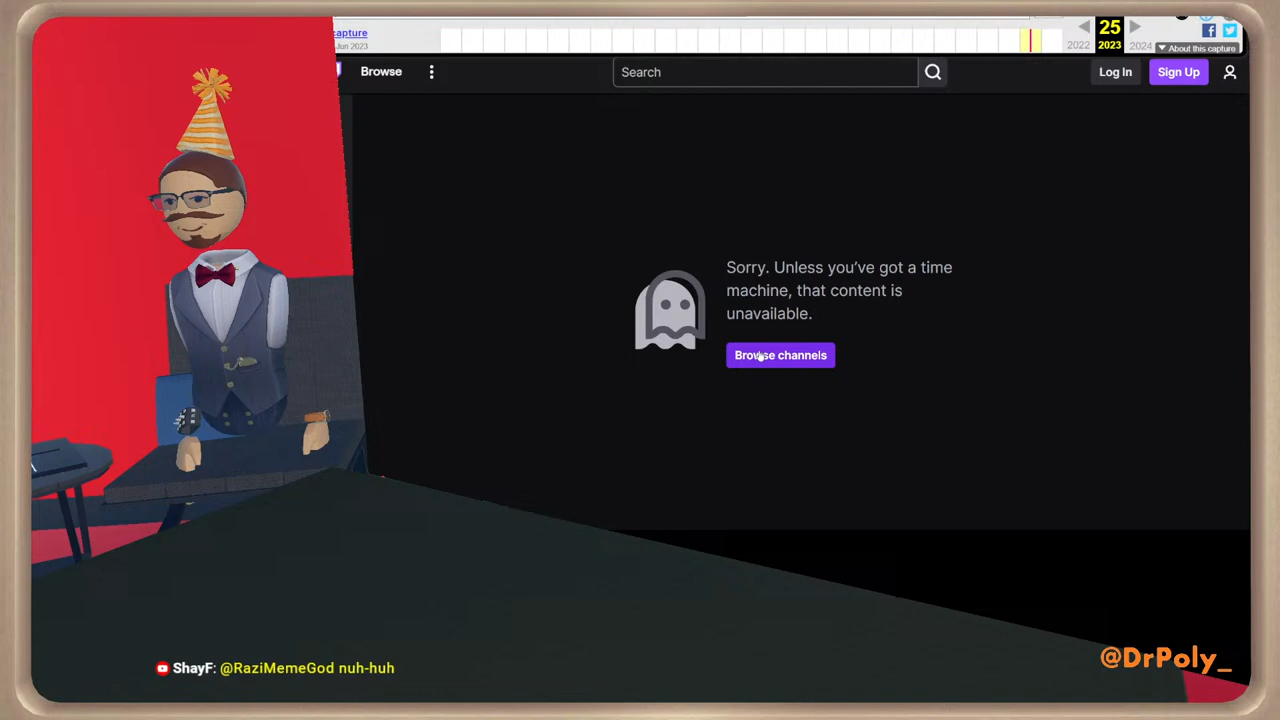 apture
Jun 2023
25
2022 2023 2024
About this capture
Browse
Search
Log In
Sign Up
Sorry. Unless you've got a time
machine, that content is
unavailable.
Browse channels
@DrPoly_
ShayF: @RaziMemeGod nuh-huh